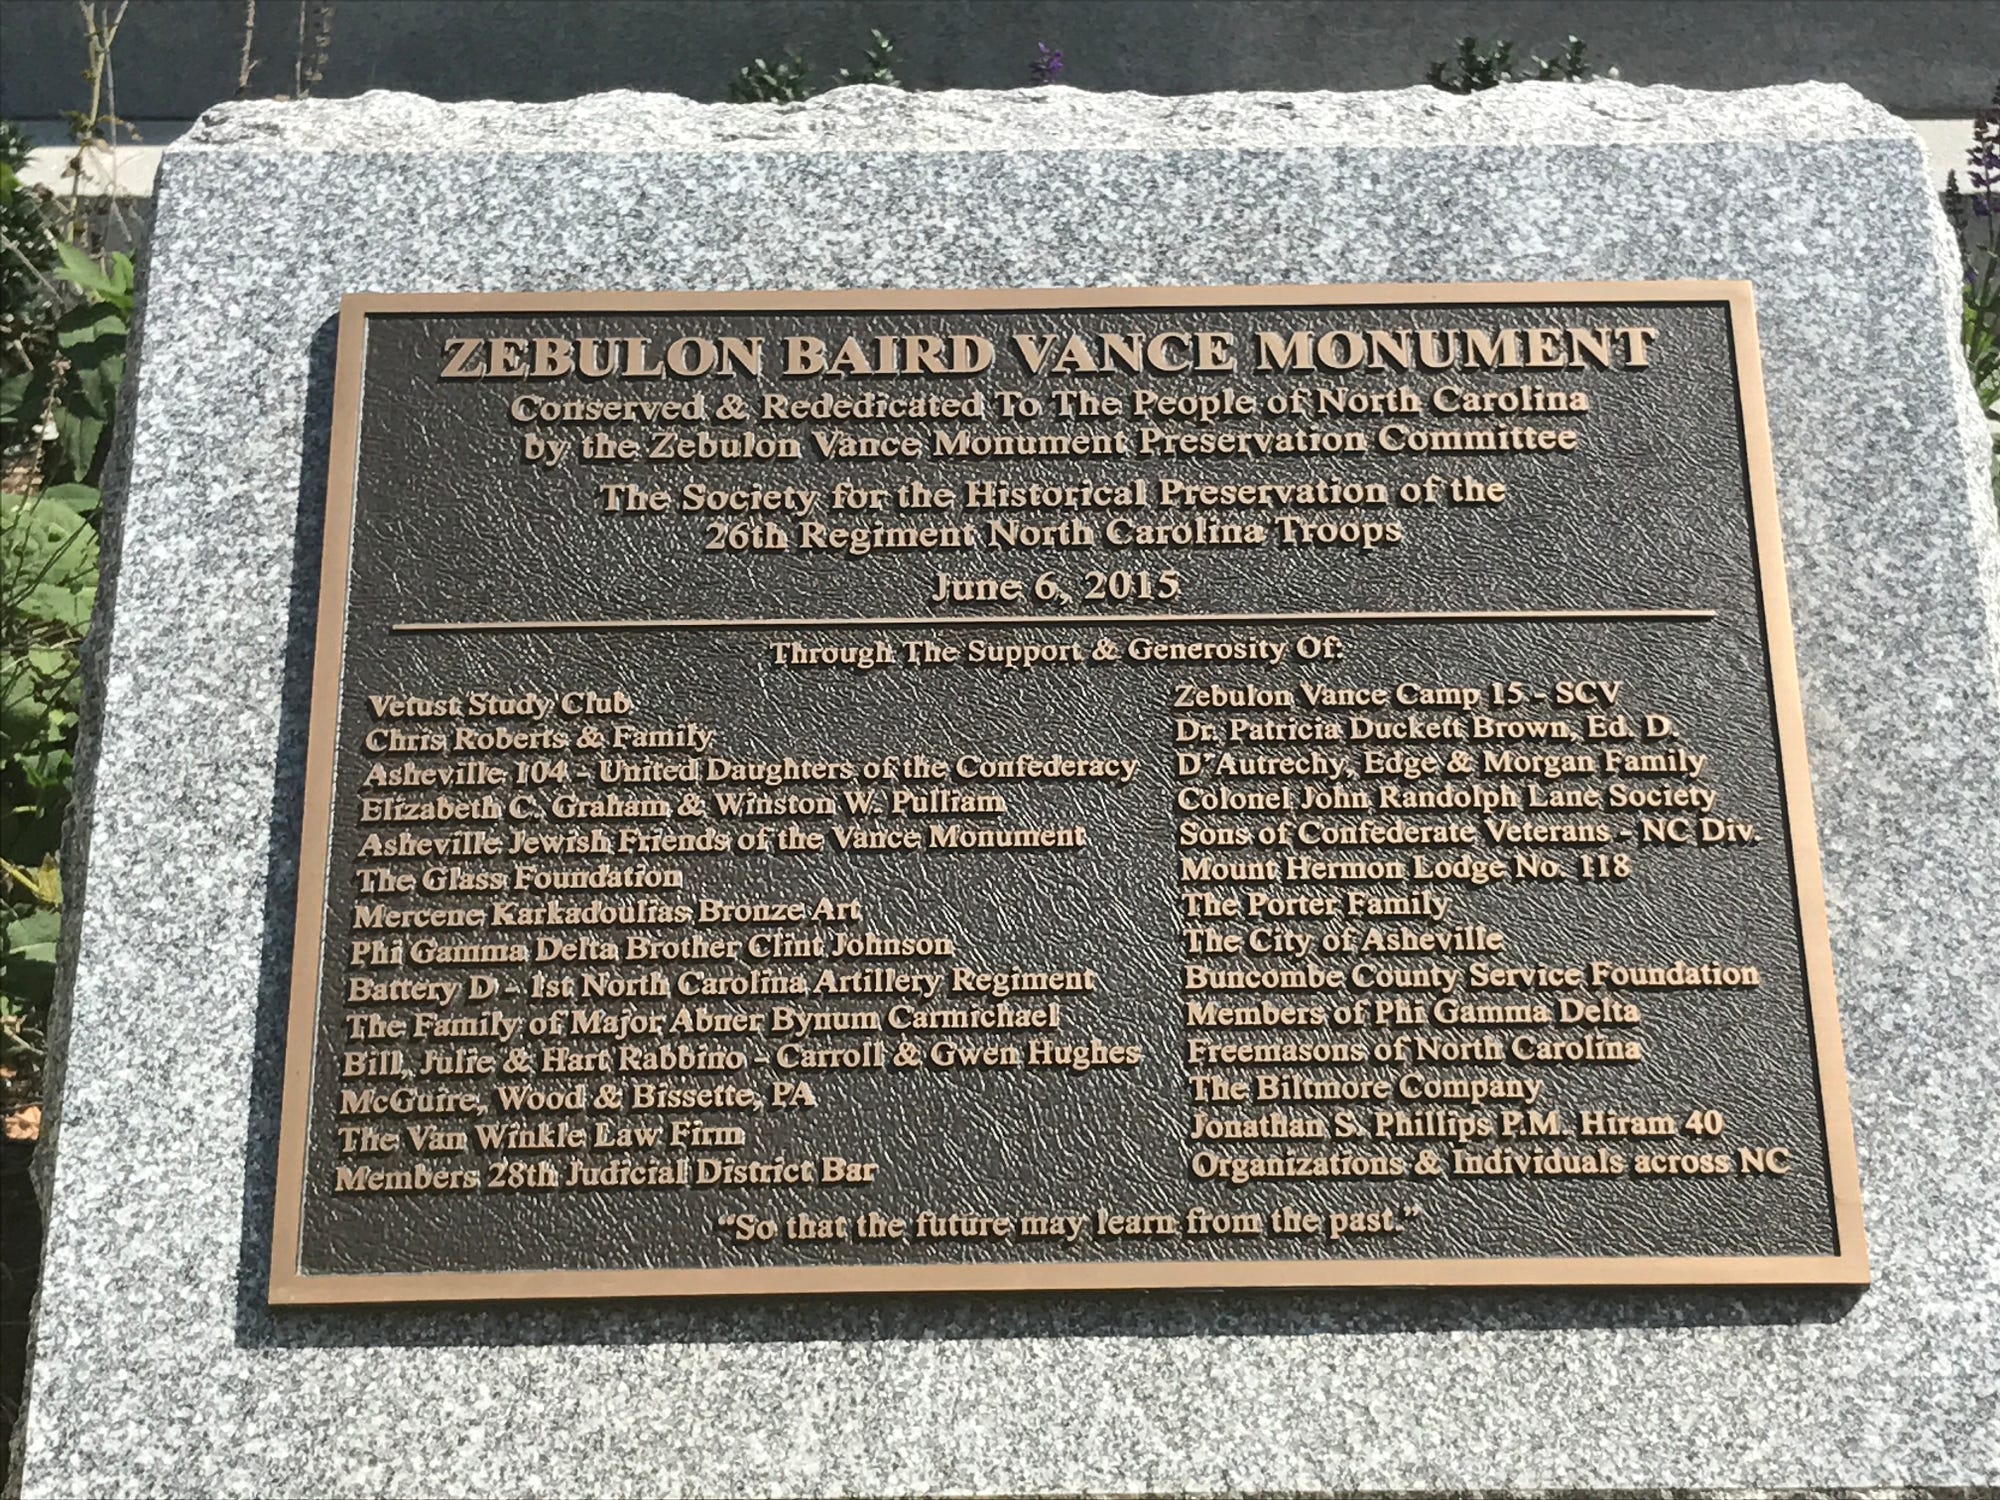 ZEBULON BAIRD VANCE MONUMENT
Conserved & Rededicated To The People of North Carolina
by the Zebulon Vance Monument Preservation Committee
The Society for the Historical Preservation of the
26th Regiment North Carolina Troops
June 6, 2015
Through The Support & Generosity Of:
Vetust Study Club
Chris Roberts & Family
Asheville 104 - United Daughters of the Confederacy
Elizabeth C. Graham & Winston W. Pulliam
Asheville Jewish Friends of the Vance Monument
The Glass Foundation
Mercene Karkadoulias Bronze Art
Phi Gamma Delta Brother Clint Johnson
Battery D - 1st North Carolina Artillery Regiment
The Family of Major Abner Bynum Carmichael
Bill, Julie & Hart Rabbino - Carroll & Gwen Hughes
McGuire, Wood & Bissette, PA
The Van Winkle Law Firm
Members 28th Judicial District Bar
Zebulon Vance Camp 15 - SCV
Dr. Patricia Duckett Brown, Ed. D.
D'Autrechy, Edge & Morgan Family
Colonel John Randolph Lane Society
Sons of Confederate Veterans - NC Div.
Mount Hermon Lodge No. 118
The Porter Family
The City of Asheville
Buncombe County Service Foundation
Members of Phi Gamma Delta
Freemasons of North Carolina
The Biltmore Company
Jonathan S. Phillips P.M. Hiram 40
Organizations & Individuals across NC
"So that the future may learn from the past."